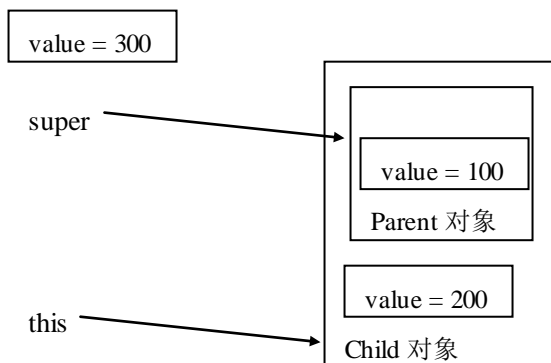 value = 300
super
value = 100
Parent 对象
value = 200
this
Child 对象